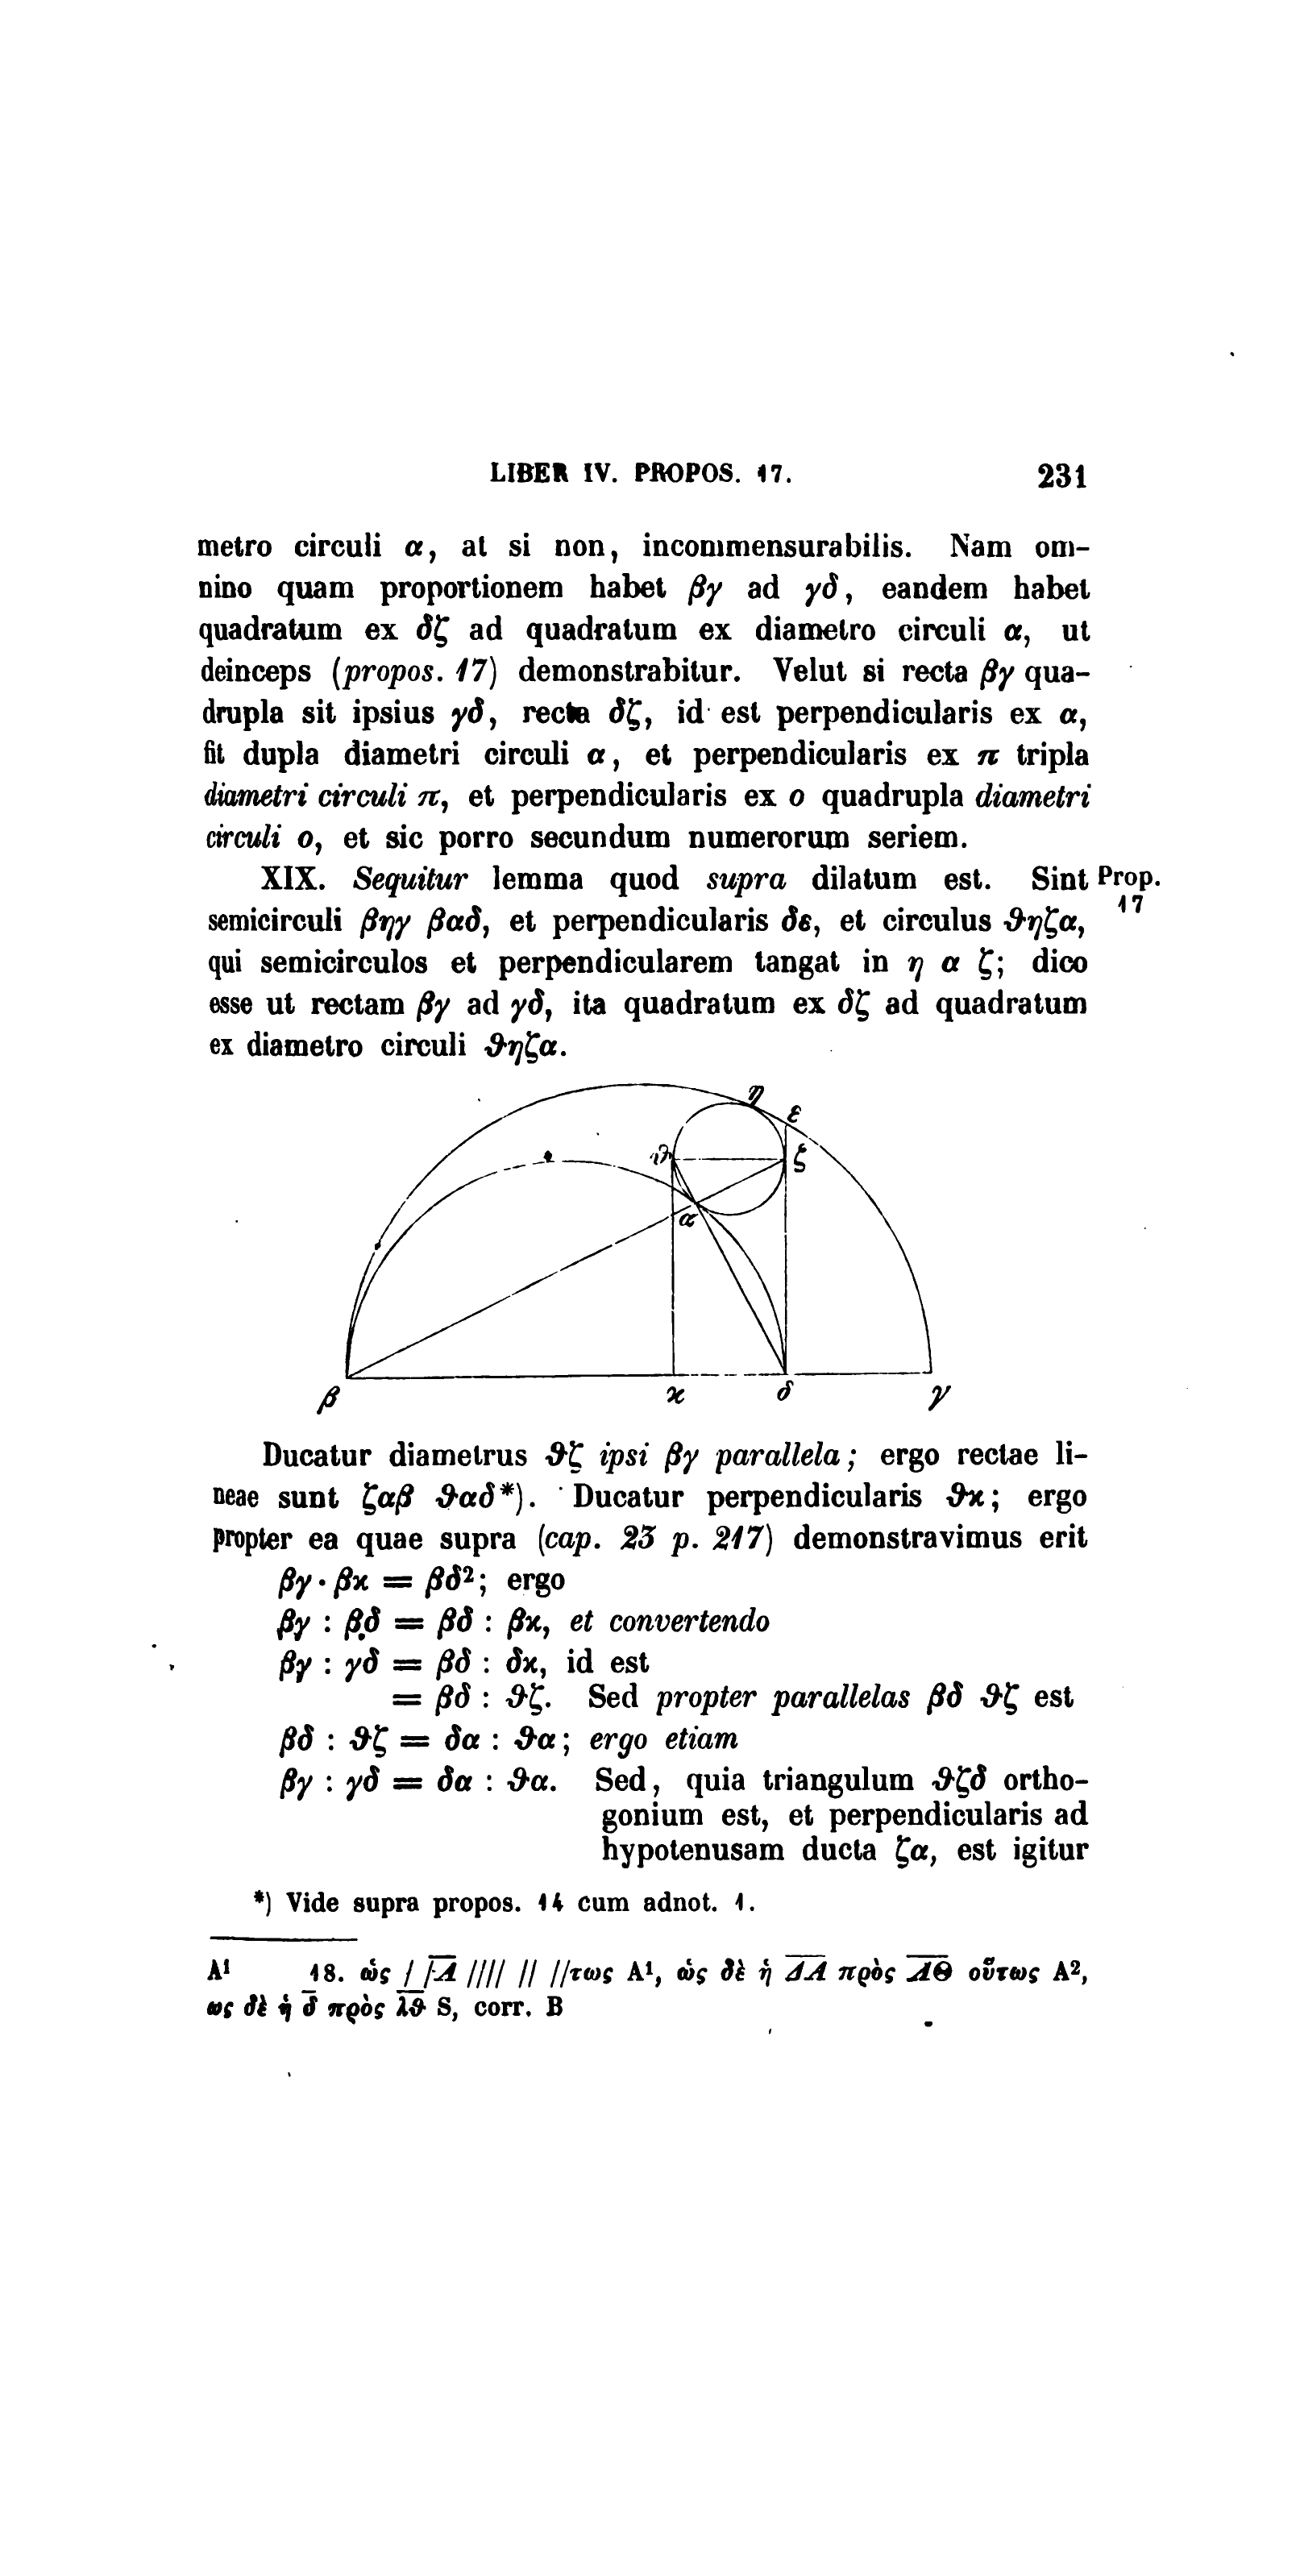 LIBER IV. PROPOS. 17. 231
metro circuli α, at si non, incommensurabilis. Nam om-
nino quam proportionem habet βγ ad γδ, eandem habet
quadratum ex δζ ad quadratum ex diametro circuli α, ut
deinceps (propos. 17) demonstrabitur. Velut si recta βγ qua-
drupla sit ipsius γδ, recta δζ, id est perpendicularis ex α,
fit dupla diametri circuli α, et perpendicularis ex π tripla
diametri circuli π, et perpendicularis ex ο quadrupla diametri
circuli ο, et sic porro secundum numerorum seriem.
XIX. Sequitur lemma quod supra dilatum est. Sint Prop.
17
semicirculi βηγ βαδ, et perpendicularis δε, et circulus ϑηζα,
qui semicirculos et perpendicularem tangat in η α ζ; dico
esse ut rectam βγ ad γδ, ita quadratum ex δζ ad quadratum
ex diametro circuli ϑηζα.
η
ε
ϑ ζ
α
β ϰ δ γ
Ducatur diametrus ϑζ ipsi βγ parallela; ergo rectae li-
neae sunt ζαβ ϑαδ*). Ducatur perpendicularis ϑϰ; ergo
propter ea quae supra (cap. 23 p. 217) demonstravimus erit
βγ · βϰ = βδ²; ergo
βγ : βδ = βδ : βϰ, et convertendo
βγ : γδ = βδ : δϰ, id est
= βδ : ϑζ. Sed propter parallelas βδ ϑζ est
βδ : ϑζ = δα : ϑα; ergo etiam
βγ : γδ = δα : ϑα. Sed, quia triangulum ϑζδ ortho-
gonium est, et perpendicularis ad
hypotenusam ducta ζα, est igitur
*) Vide supra propos. 14 cum adnot. 1.
A¹ 18. ὡς / /·Α //// // //τως A¹, ὡς δὲ ἡ ΔΑ πρὸς ΔΘ οὕτως A²,
ως δὲ ἡ δ πρὸς λϑ S, corr. B